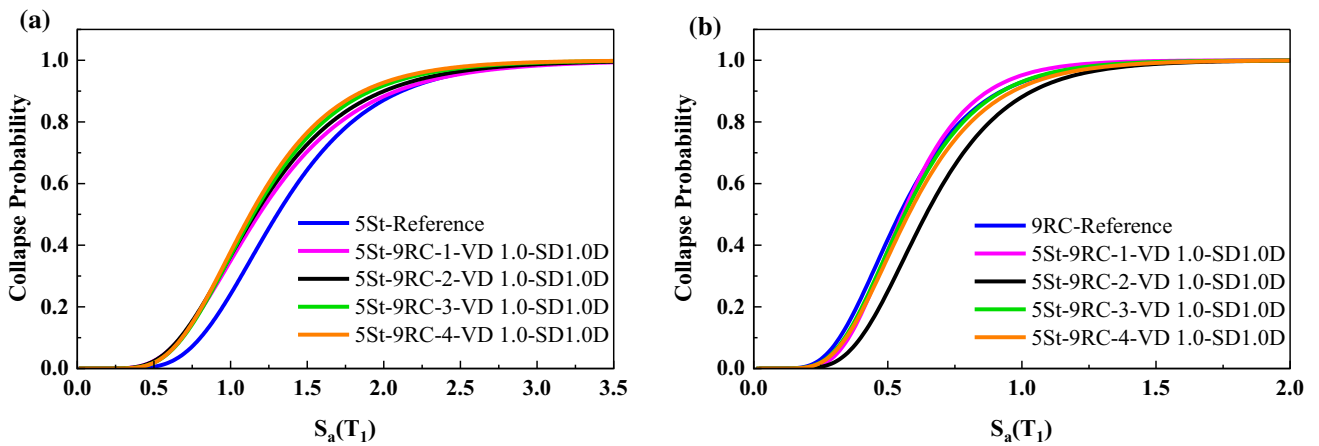 (a)
Collapse Probability
1.0
0.8
0.6
0.4
0.2
0.0
5St-Reference
5St-9RC-1-VD 1.0-SD1.0D
5St-9RC-2-VD 1.0-SD1.0D
5St-9RC-3-VD 1.0-SD1.0D
5St-9RC-4-VD 1.0-SD1.0D
0.0 0.5 1.0 1.5 2.0 2.5 3.0 3.5
Sa(T1)
(b)
Collapse Probability
1.0
0.8
0.6
0.4
0.2
0.0
9RC-Reference
5St-9RC-1-VD 1.0-SD1.0D
5St-9RC-2-VD 1.0-SD1.0D
5St-9RC-3-VD 1.0-SD1.0D
5St-9RC-4-VD 1.0-SD1.0D
0.0 0.5 1.0 1.5 2.0
Sa(T1)